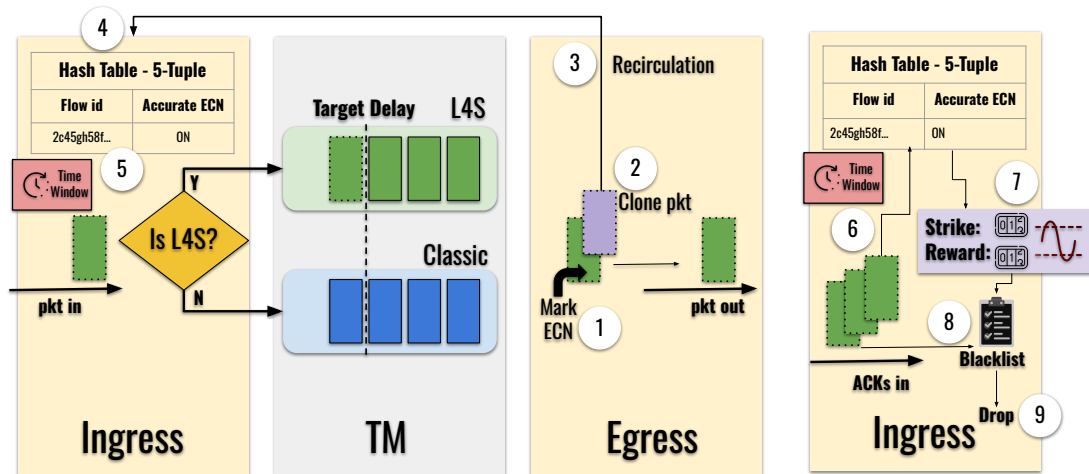 4
Hash Table - 5-Tuple
Flow id
Accurate ECN
2c45gh58f...
ON
5
Time
Window
Y
Is L4S?
N
pkt in
Ingress
Target Delay
L4S
Classic
TM
3
Recirculation
2
Clone pkt
Mark
ECN
1
pkt out
Egress
Hash Table - 5-Tuple
Flow id
Accurate ECN
2c45gh58f...
ON
Time
Window
6
7
Strike:
Reward:
8
Blacklist
ACKs in
Drop
9
Ingress